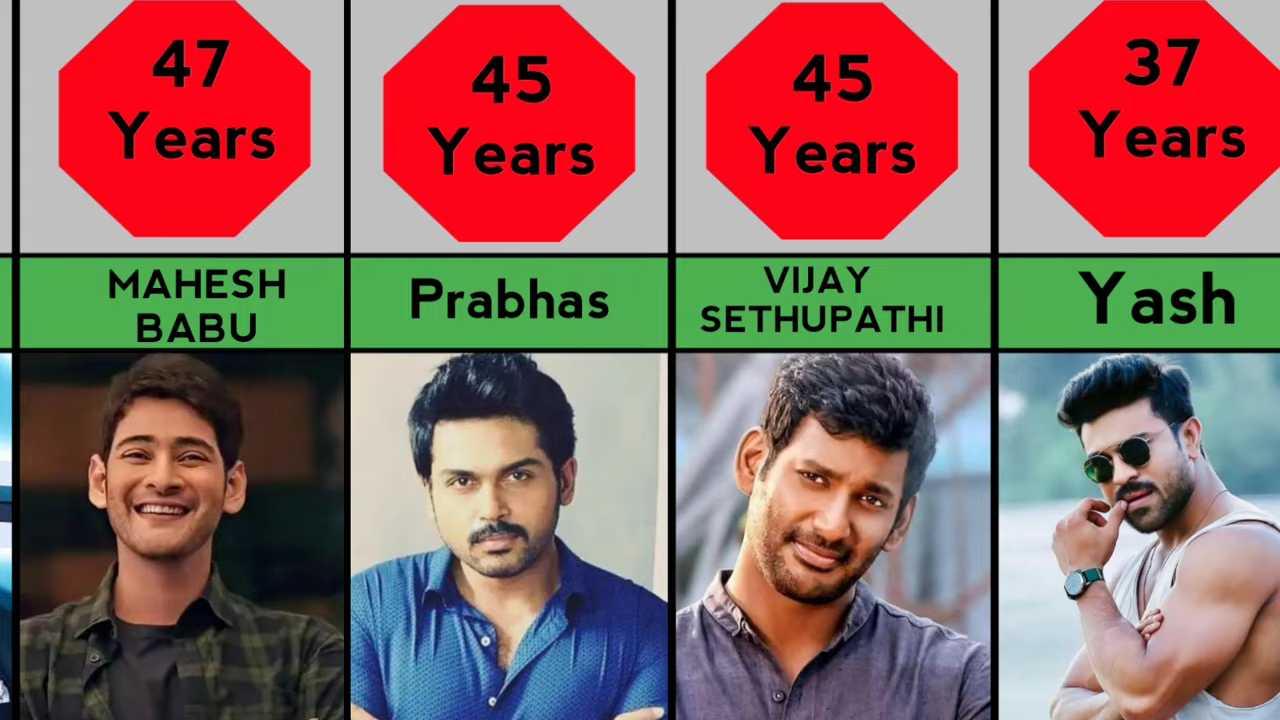 47
Years
45
Years
45
Years
37
Years
MAHESH
BABU
Prabhas
VIJAY
SETHUPATHI
Yash